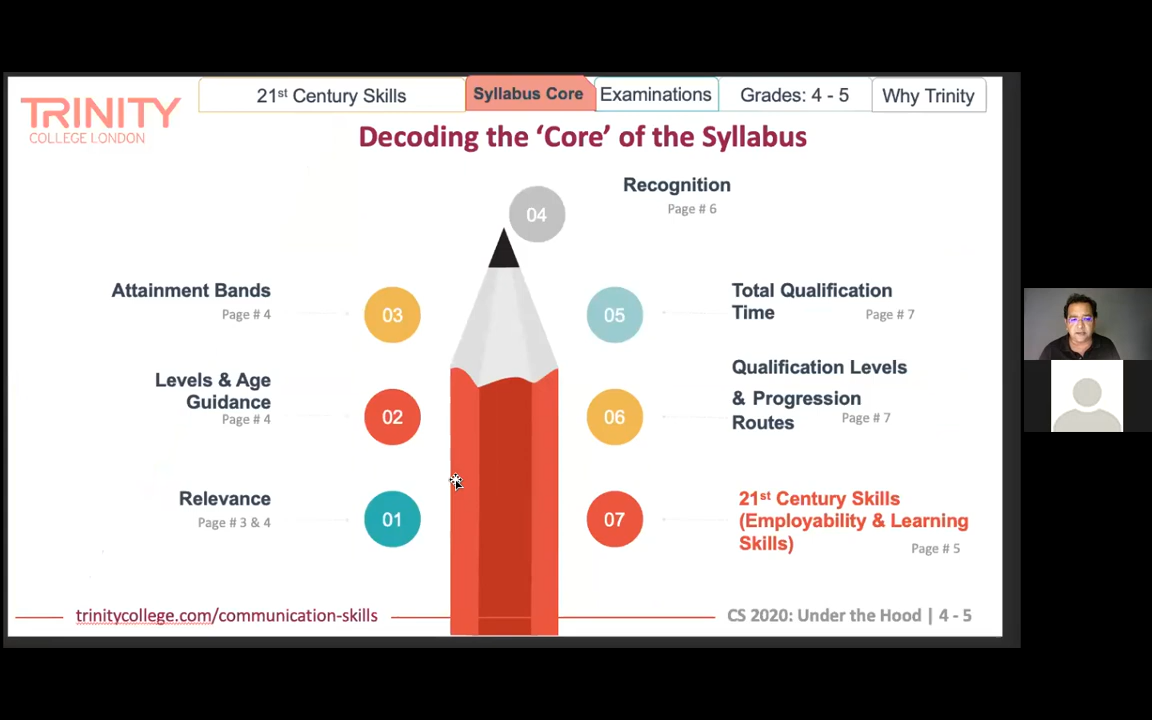 TRINITY
COLLEGE LONDON
21st Century Skills
Syllabus Core
Examinations
Grades: 4 - 5
Why Trinity
Decoding the ‘Core’ of the Syllabus
04
Recognition
Page # 6
Attainment Bands
Page # 4
03
05
Total Qualification
Time
Page # 7
Levels & Age
Guidance
Page # 4
02
06
Qualification Levels
& Progression
Routes
Page # 7
Relevance
Page # 3 & 4
01
07
21st Century Skills
(Employability & Learning
Skills)
Page # 5
trinitycollege.com/communication-skills
CS 2020: Under the Hood | 4 - 5